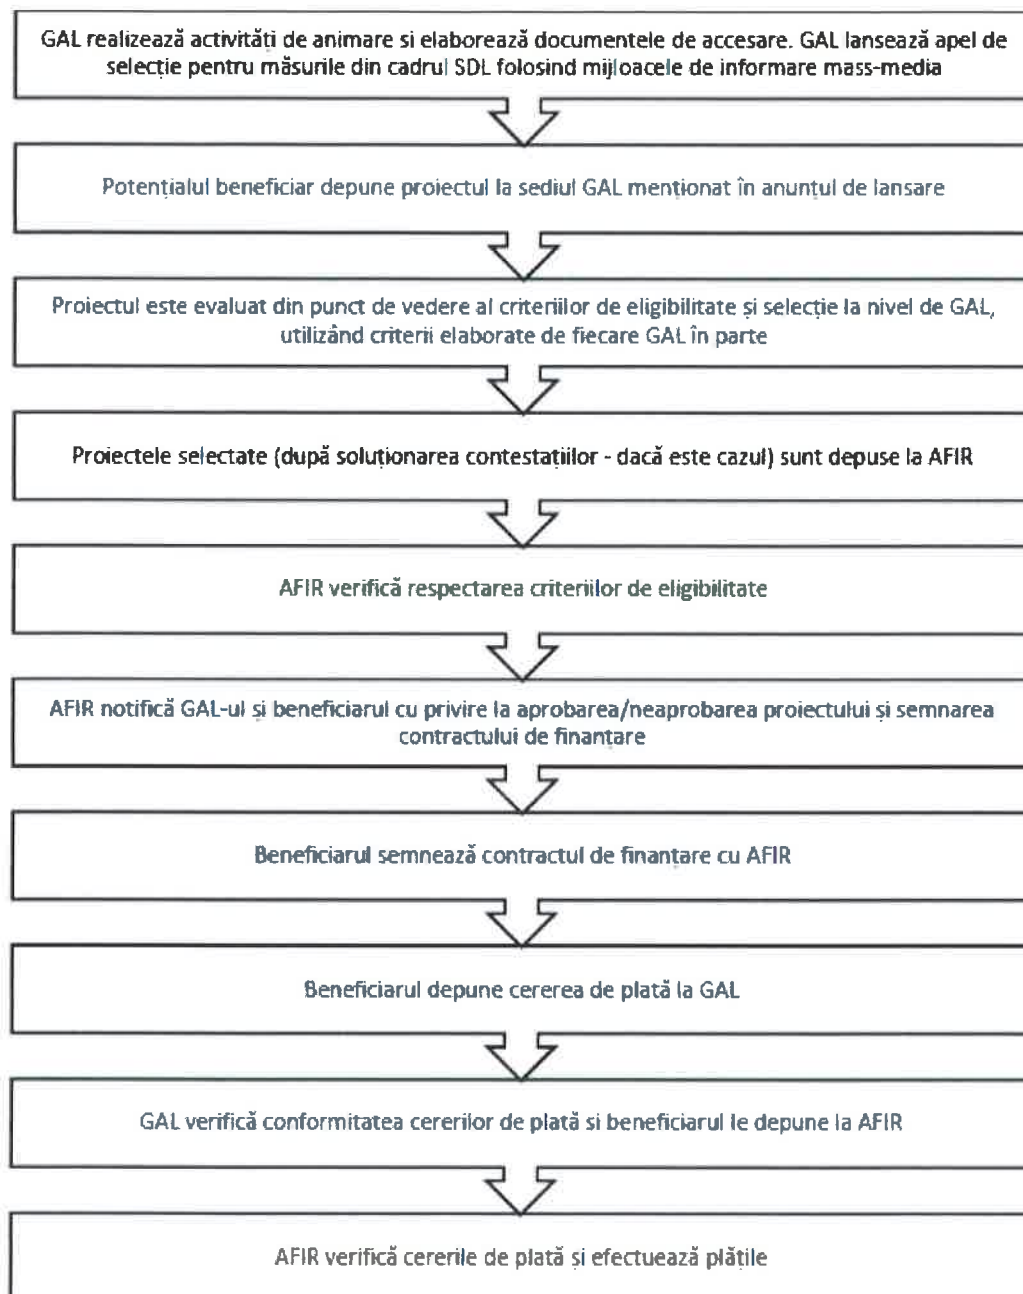 GAL realizează activităti de animare si elaborează documentele de accesare. GAL lansează apel de
selecție pentru măsurile din cadrul SDL folosind mijloacele de informare mass-media
Potențialul beneficiar depune proiectul la sediul GAL menționat în anunțul de lansare
Proiectul este evaluat din punct de vedere al criteriilor de eligibilitate și selecție la nivel de GAL,
utilizând criterii elaborate de fiecare GAL în parte
Proiectele selectate (după soluționarea contestațiilor - dacă este cazul) sunt depuse la AFIR
AFIR verifică respectarea criteriilor de eligibilitate
AFIR notifică GAL-ul si beneficiarul cu privire la aprobarea/neaprobarea proiectului și semnarea
contractului de finanțare
Beneficiarul semnează contractul de finanțare cu AFIR
Beneficiarul depune cererea de plată la GAL
GAL verifică conformitatea cererilor de plată si beneficiarul le depune la AFIR
AFIR verifică cererile de plată și efectuează plățile